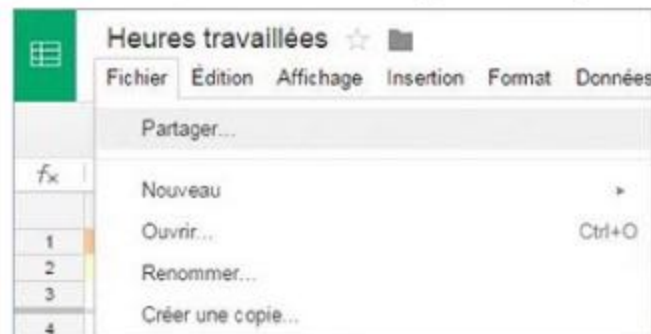 Heures travaillées
Fichier Édition Affichage Insertion Format Données
Partager...
fx
Nouveau
1 Ouvrir... Ctrl+O
2 Renommer...
3
4 Créer une copie...